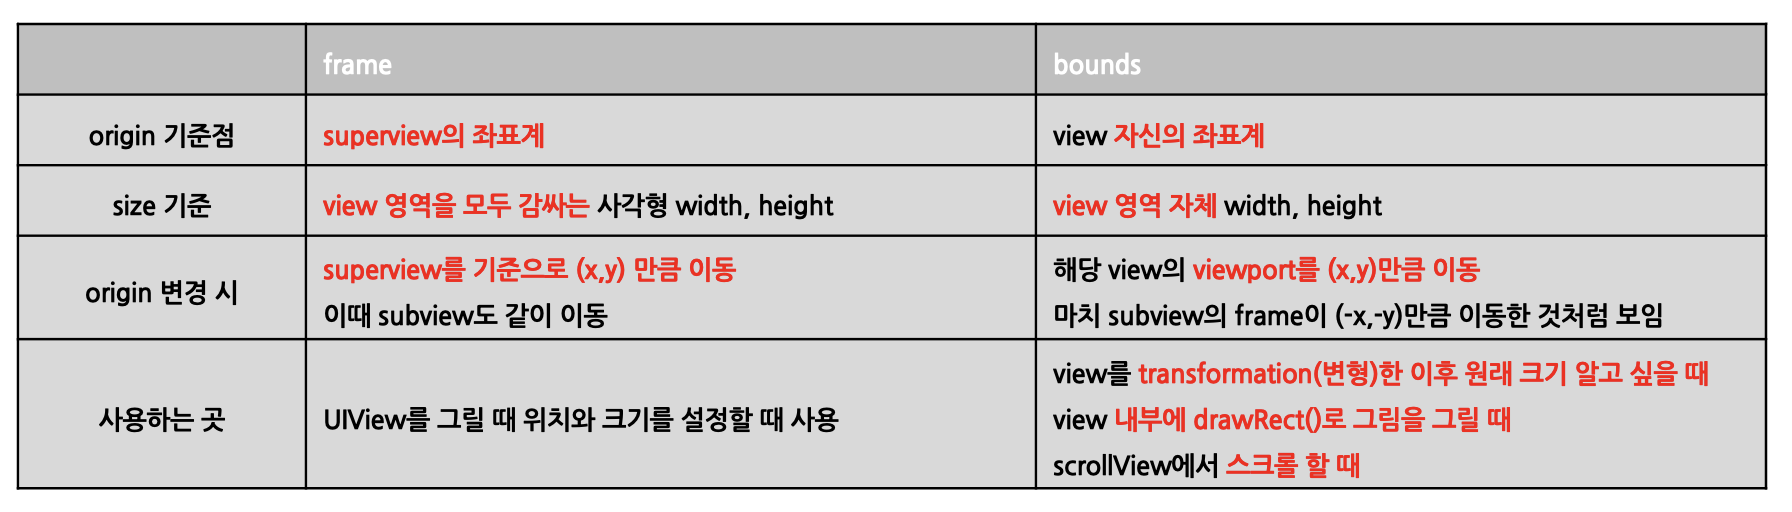 frame
bounds
origin 기준점
superview의 좌표계
view 자신의 좌표계
size 기준
view 영역을 모두 감싸는 사각형 width, height
view 영역 자체 width, height
origin 변경 시
superview를 기준으로 (x,y) 만큼 이동
이때 subview도 같이 이동
해당 view의 viewport를 (x,y)만큼 이동
마치 subview의 frame이 (-x,-y)만큼 이동한 것처럼 보임
사용하는 곳
UIView를 그릴 때 위치와 크기를 설정할 때 사용
view를 transformation(변형)한 이후 원래 크기 알고 싶을 때
view 내부에 drawRect()로 그림을 그릴 때
scrollView에서 스크롤 할 때